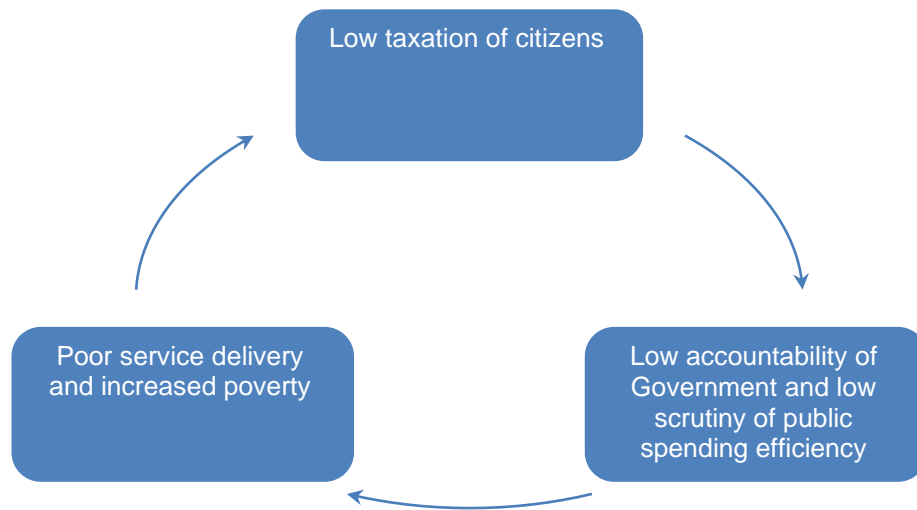 Low taxation of citizens
Poor service delivery
and increased poverty
Low accountability of
Government and low
scrutiny of public
spending efficiency